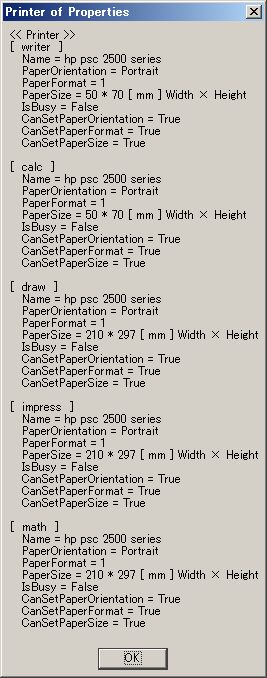 Printer of Properties
<< Printer >>
[ writer ]
Name = hp psc 2500 series
PaperOrientation = Portrait
PaperFormat = 1
PaperSize = 50 * 70 [ mm ] Width × Height
IsBusy = False
CanSetPaperOrientation = True
CanSetPaperFormat = True
CanSetPaperSize = True
[ calc ]
Name = hp psc 2500 series
PaperOrientation = Portrait
PaperFormat = 1
PaperSize = 50 * 70 [ mm ] Width × Height
IsBusy = False
CanSetPaperOrientation = True
CanSetPaperFormat = True
CanSetPaperSize = True
[ draw ]
Name = hp psc 2500 series
PaperOrientation = Portrait
PaperFormat = 1
PaperSize = 210 * 297 [ mm ] Width × Height
IsBusy = False
CanSetPaperOrientation = True
CanSetPaperFormat = True
CanSetPaperSize = True
[ impress ]
Name = hp psc 2500 series
PaperOrientation = Portrait
PaperFormat = 1
PaperSize = 210 * 297 [ mm ] Width × Height
IsBusy = False
CanSetPaperOrientation = True
CanSetPaperFormat = True
CanSetPaperSize = True
[ math ]
Name = hp psc 2500 series
PaperOrientation = Portrait
PaperFormat = 1
PaperSize = 210 * 297 [ mm ] Width × Height
IsBusy = False
CanSetPaperOrientation = True
CanSetPaperFormat = True
CanSetPaperSize = True
OK